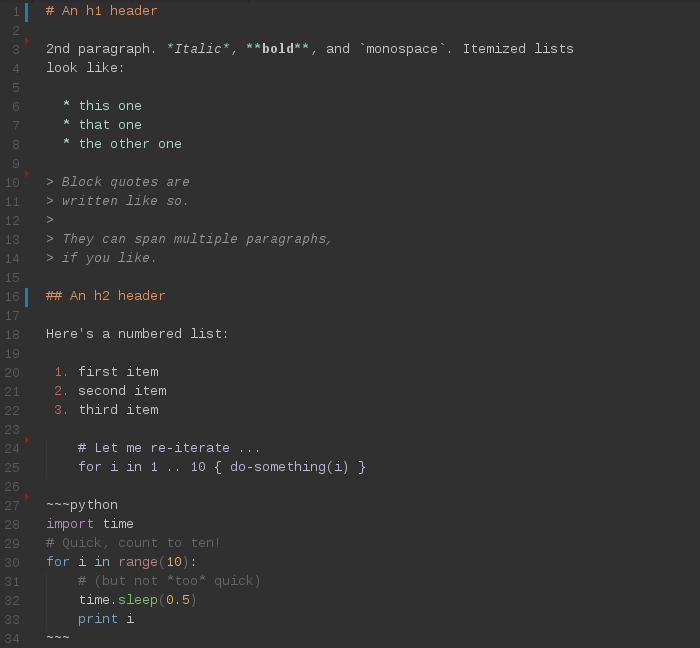 1 # An h1 header
2
3 2nd paragraph. *Italic*, **bold**, and `monospace`. Itemized lists
4 look like:
5
6   * this one
7   * that one
8   * the other one
9
10 > Block quotes are
11 > written like so.
12 >
13 > They can span multiple paragraphs,
14 > if you like.
15
16 ## An h2 header
17
18 Here's a numbered list:
19
20  1. first item
21  2. second item
22  3. third item
23
24     # Let me re-iterate ...
25     for i in 1 .. 10 { do-something(i) }
26
27 ~~~python
28 import time
29 # Quick, count to ten!
30 for i in range(10):
31     # (but not *too* quick)
32     time.sleep(0.5)
33     print i
34 ~~~